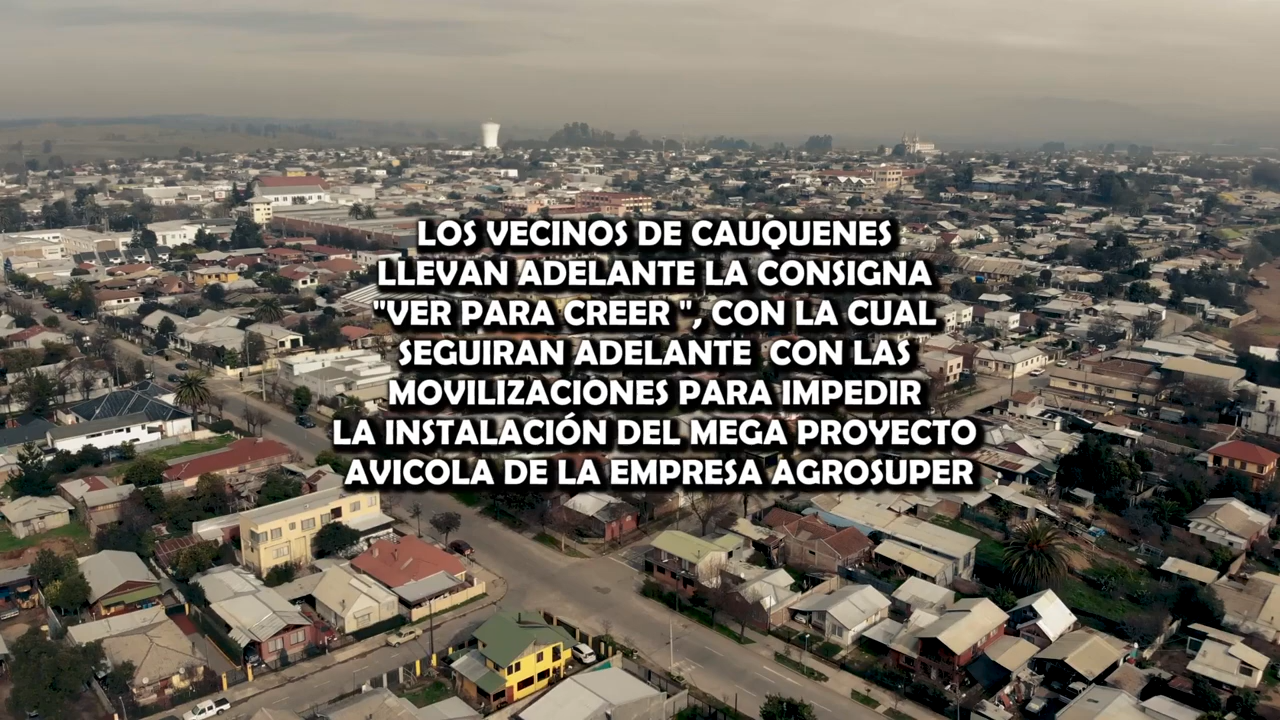 LOS VECINOS DE CAUQUENES
LLEVAN ADELANTE LA CONSIGNA
"VER PARA CREER ", CON LA CUAL
SEGUIRAN ADELANTE  CON LAS
MOVILIZACIONES PARA IMPEDIR
LA INSTALACIÓN DEL MEGA PROYECTO
AVICOLA DE LA EMPRESA AGROSUPER